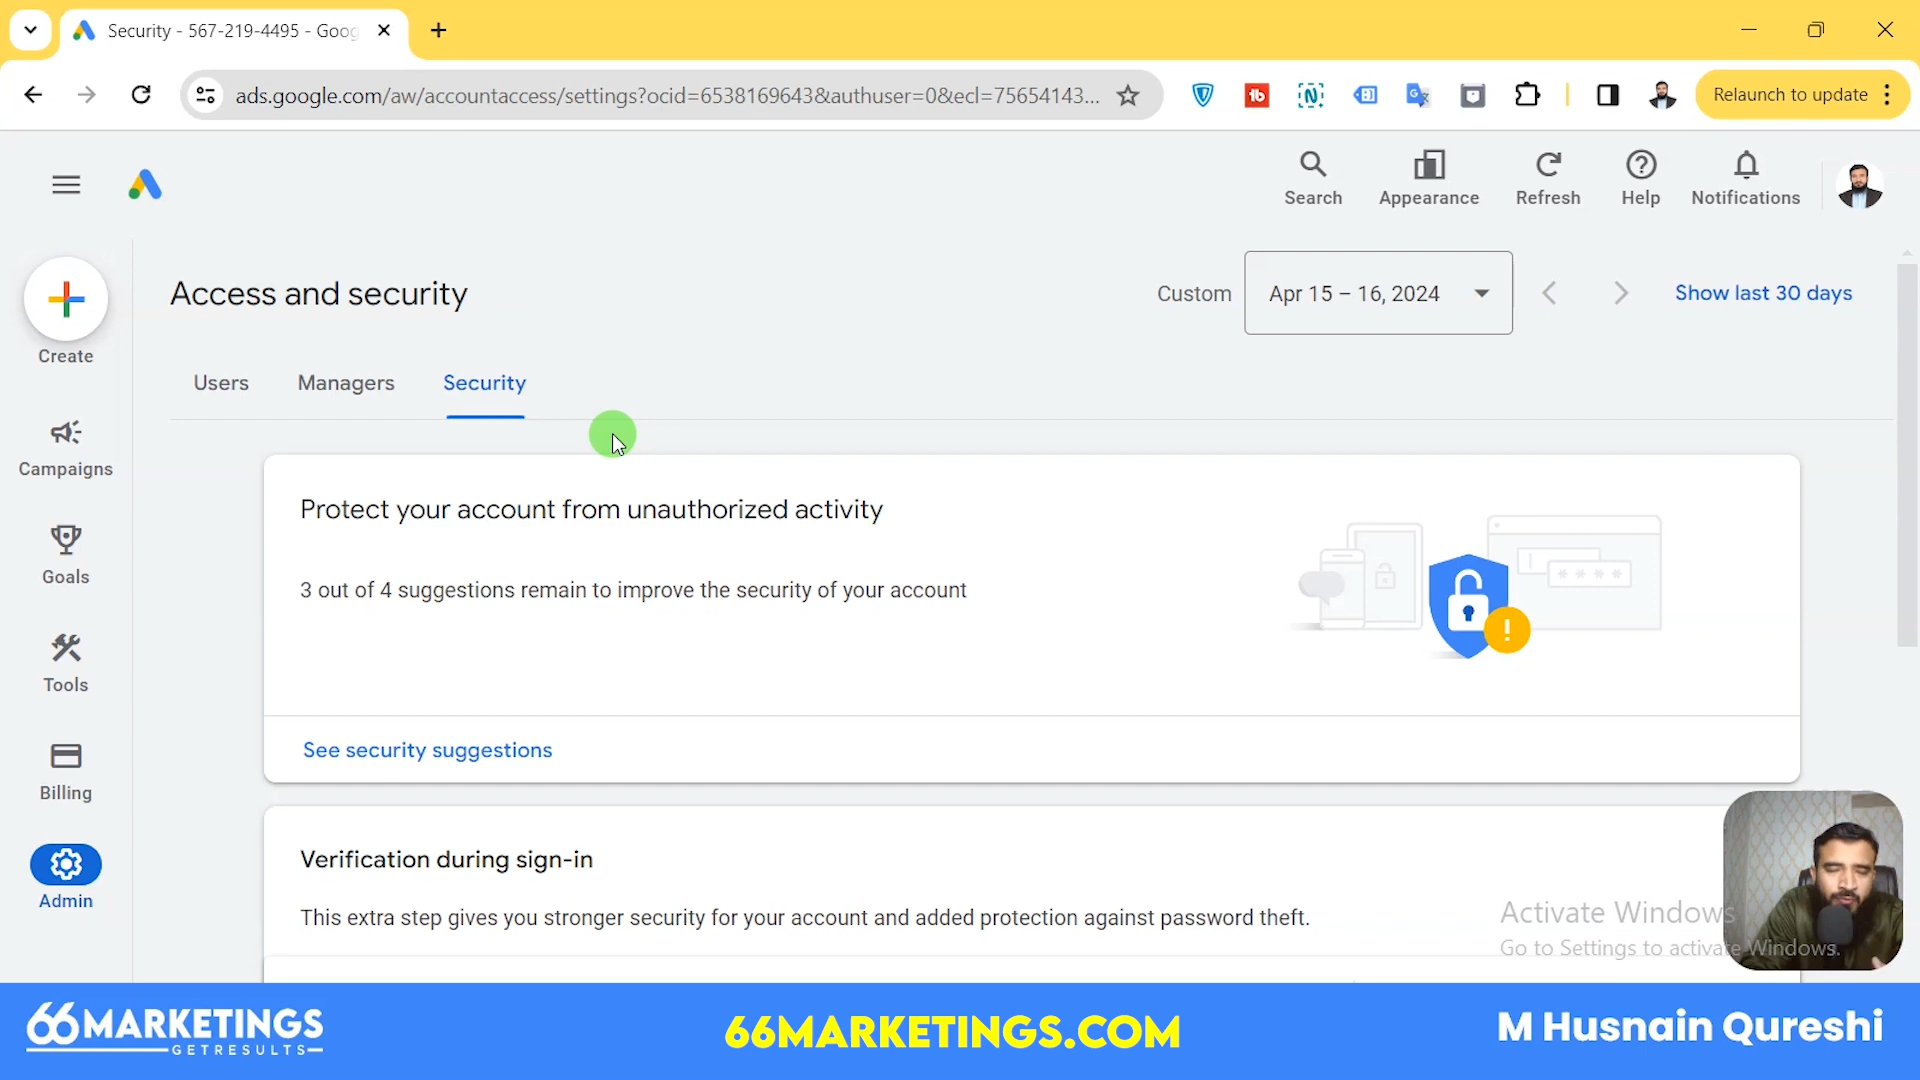 Security - 567-219-4495 - Goog
ads.google.com/aw/accountaccess/settings?ocid=6538169643&authuser=0&ecl=75654143...
Relaunch to update
Search
Appearance
Refresh
Help
Notifications
Access and security
Custom
Apr 15 – 16, 2024
Show last 30 days
Create
Users
Managers
Security
Campaigns
Protect your account from unauthorized activity
3 out of 4 suggestions remain to improve the security of your account
* * * *
!
Goals
Tools
See security suggestions
Billing
Verification during sign-in
This extra step gives you stronger security for your account and added protection against password theft.
Admin
Activate Windows
Go to Settings to activate Windows.
66MARKETINGS
GETRESULTS
66MARKETINGS.COM
M Husnain Qureshi